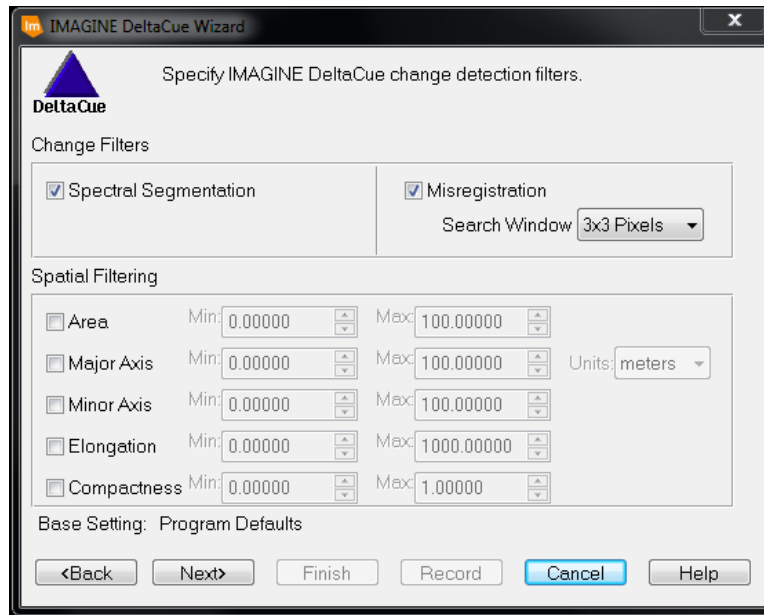 Im IMAGINE DeltaCue Wizard x
Specify IMAGINE DeltaCue change detection filters.
DeltaCue
Change Filters
Spectral Segmentation Misregistration
Search Window 3x3 Pixels
Spatial Filtering
Area Min: 0.00000 Max: 100.00000
Major Axis Min: 0.00000 Max: 100.00000 Units: meters
Minor Axis Min: 0.00000 Max: 100.00000
Elongation Min: 0.00000 Max: 1000.00000
Compactness Min: 0.00000 Max: 1.00000
Base Setting: Program Defaults
<Back Next> Finish Record Cancel Help